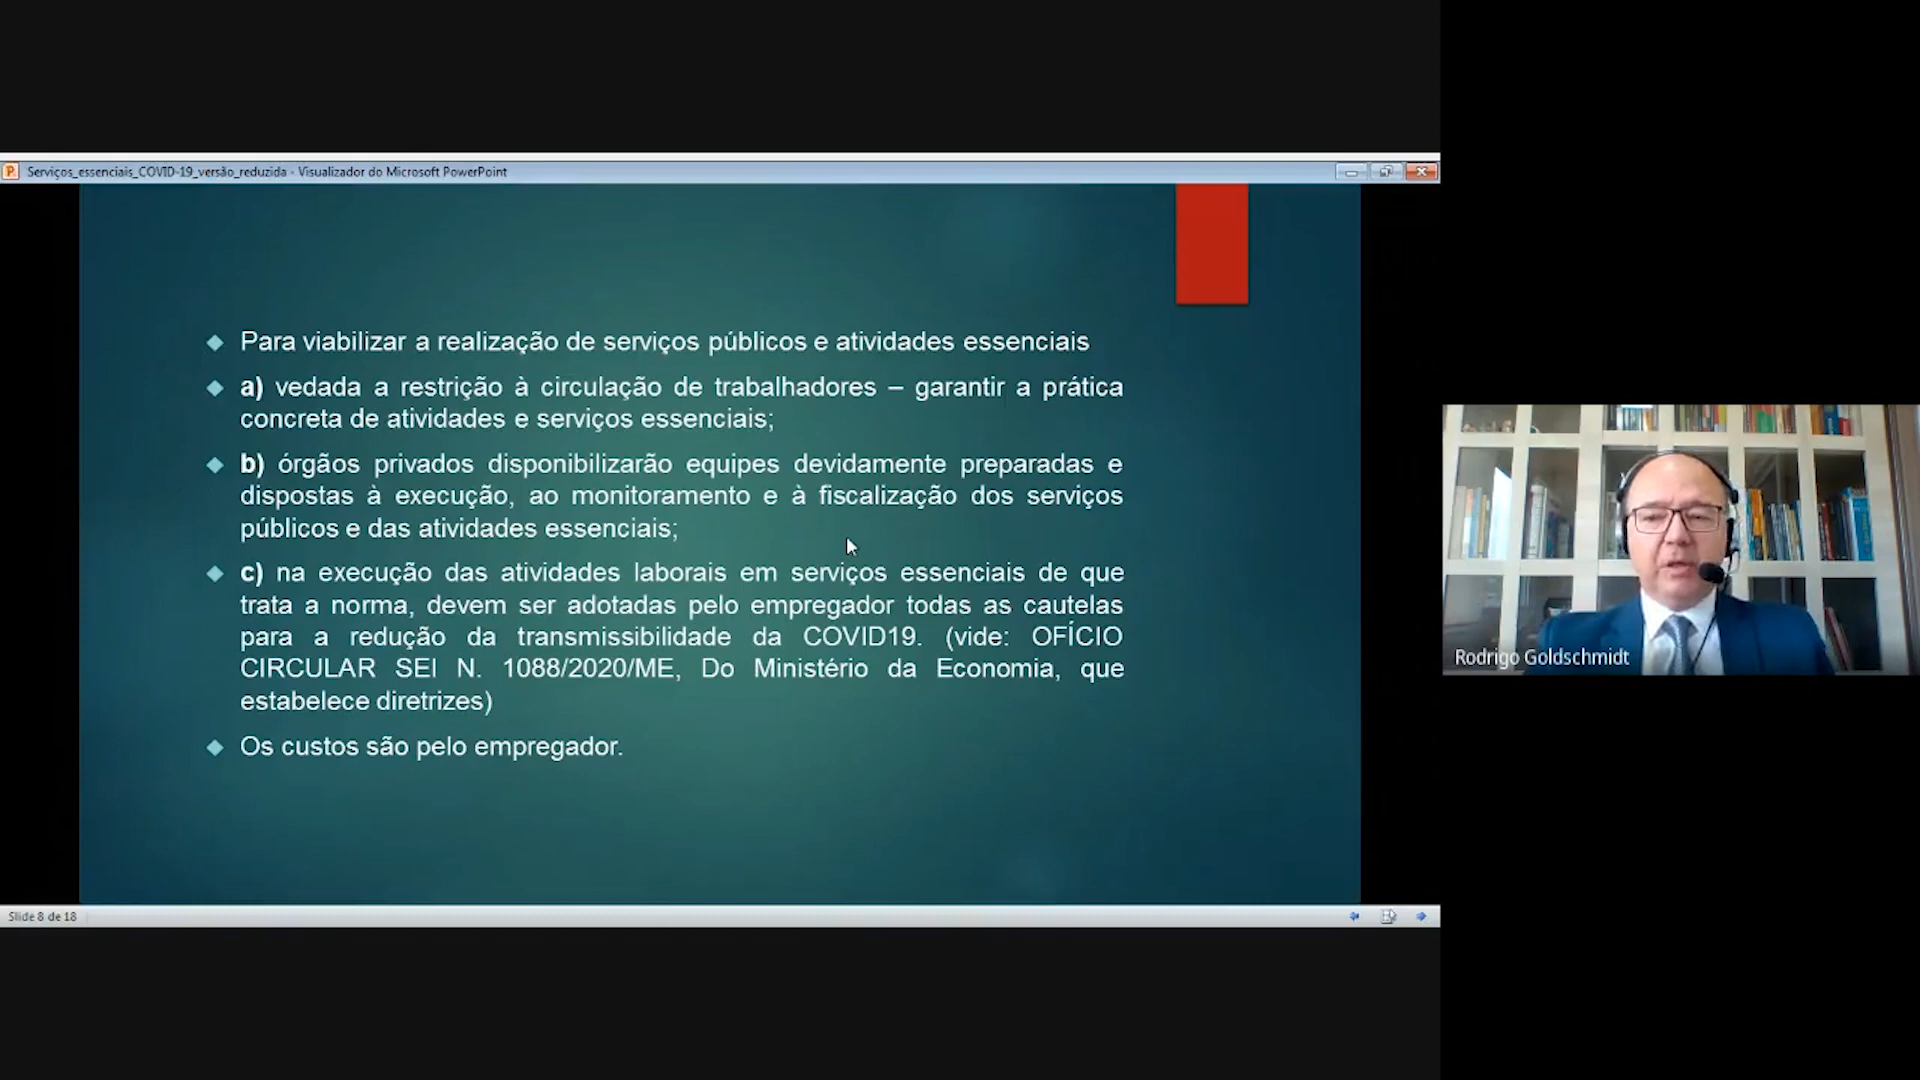 Serviços_essenciais_COVID-19_versão_reduzida - Visualizador do Microsoft PowerPoint
Para viabilizar a realização de serviços públicos e atividades essenciais
a) vedada a restrição à circulação de trabalhadores – garantir a prática
concreta de atividades e serviços essenciais;
b) órgãos privados disponibilizarão equipes devidamente preparadas e
dispostas à execução, ao monitoramento e à fiscalização dos serviços
públicos e das atividades essenciais;
c) na execução das atividades laborais em serviços essenciais de que
trata a norma, devem ser adotadas pelo empregador todas as cautelas
para a redução da transmissibilidade da COVID19. (vide: OFÍCIO
CIRCULAR SEI N. 1088/2020/ME, Do Ministério da Economia, que
estabelece diretrizes)
Os custos são pelo empregador.
Slide 8 de 18
Rodrigo Goldschmidt